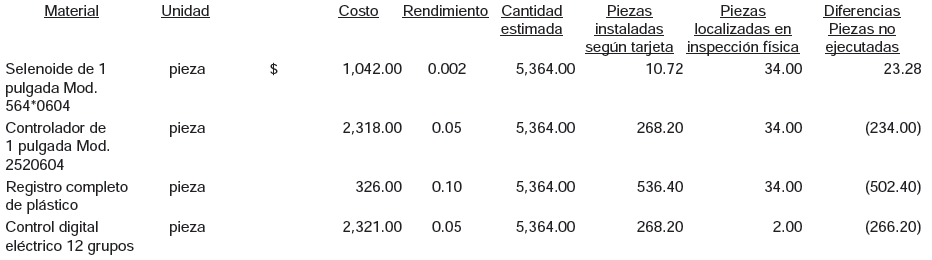 Material Unidad Costo Rendimiento Cantidad Piezas Piezas Diferencias
estimada instaladas localizadas en Piezas no
según tarjeta inspección física ejecutadas
Selenoide de 1 pieza $ 1,042.00 0.002 5,364.00 10.72 34.00 23.28
pulgada Mod.
564*0604
Controlador de pieza 2,318.00 0.05 5,364.00 268.20 34.00 (234.00)
1 pulgada Mod.
2520604
Registro completo pieza 326.00 0.10 5,364.00 536.40 34.00 (502.40)
de plástico
Control digital pieza 2,321.00 0.05 5,364.00 268.20 2.00 (266.20)
eléctrico 12 grupos